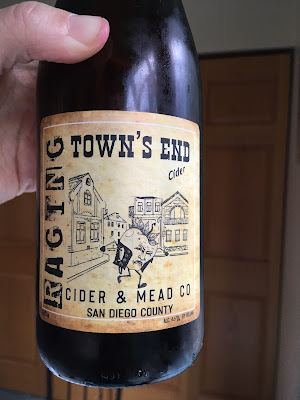 RAGING
TOWN'S END
Cider
CIDER & MEAD CO
SAN DIEGO COUNTY